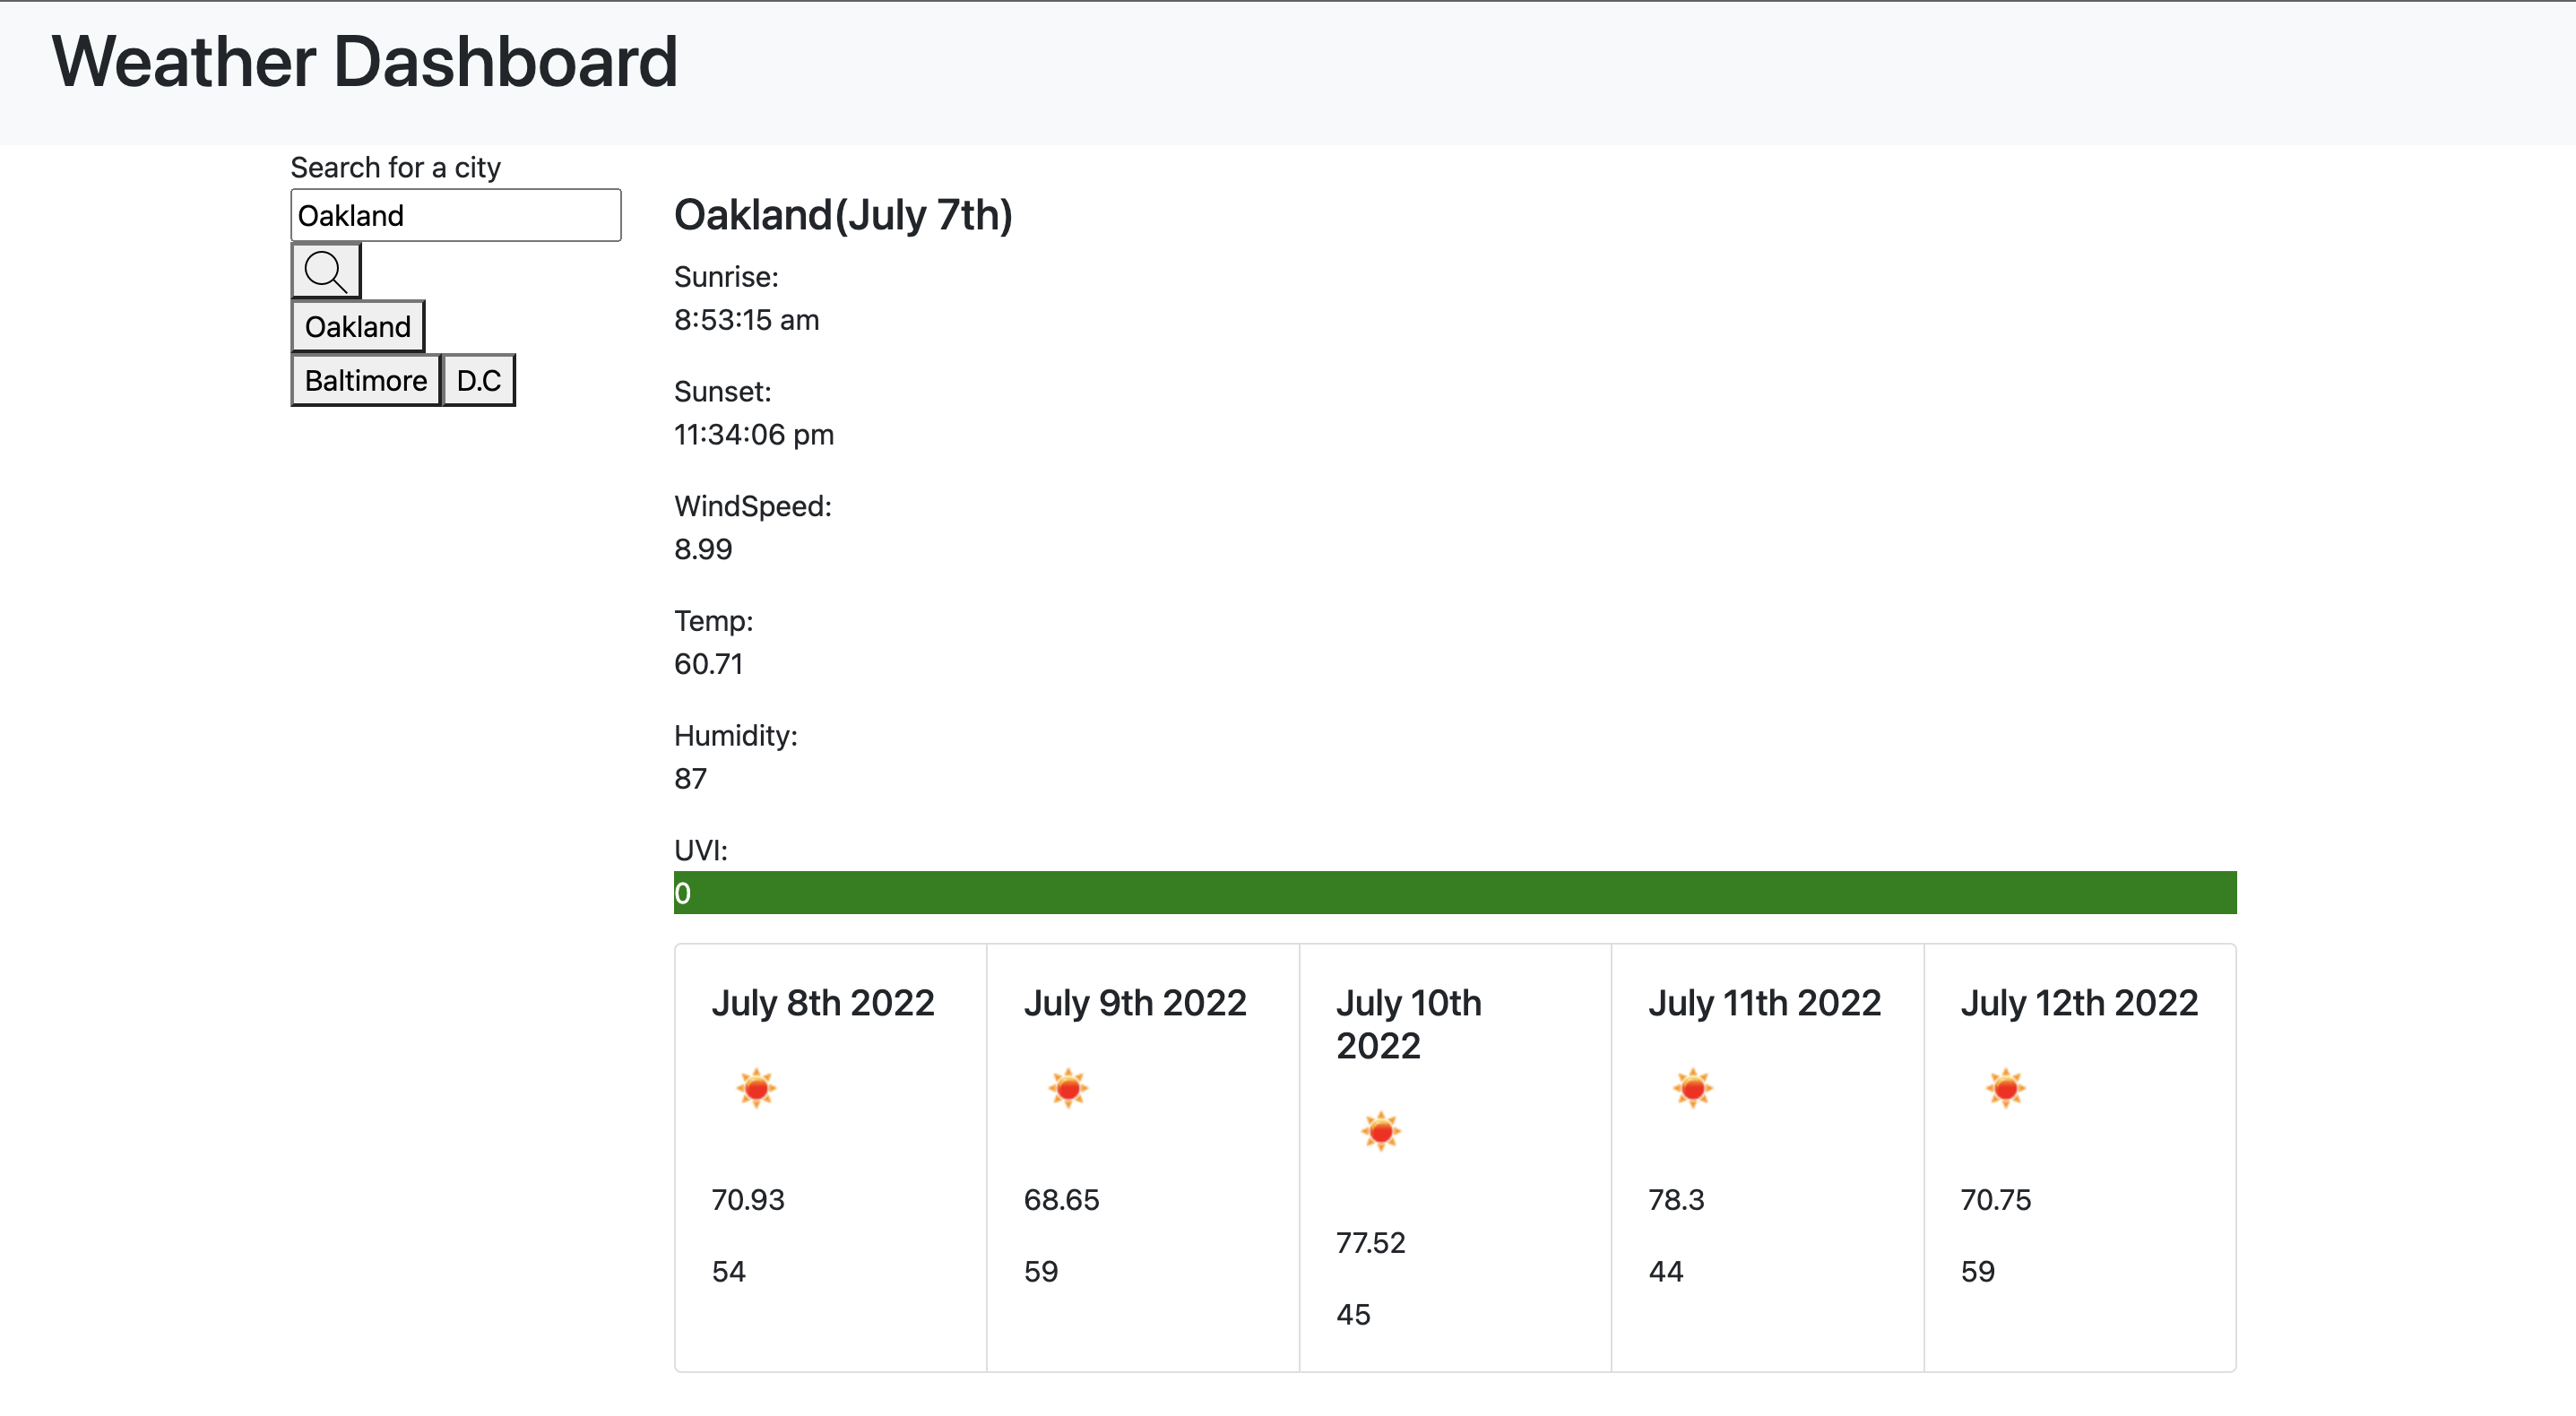 Weather Dashboard
Search for a city
Oakland
Oakland
Baltimore D.C
Oakland(July 7th)
Sunrise:
8:53:15 am
Sunset:
11:34:06 pm
WindSpeed:
8.99
Temp:
60.71
Humidity:
87
UVI:
0
July 8th 2022
70.93
54
July 9th 2022
68.65
59
July 10th
2022
77.52
45
July 11th 2022
78.3
44
July 12th 2022
70.75
59